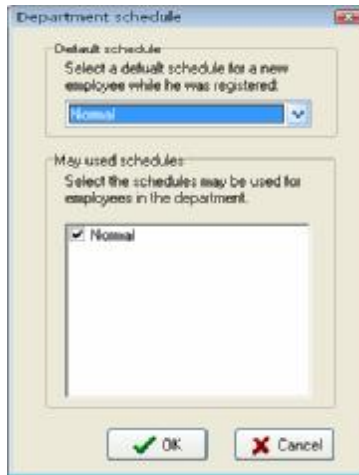 Department schedule
Default schedule
Select a defualt schedule for a new
employee while he was registered:
Normal
May used schedules
Select the schedules may be used for
employees in the department.
Normal
OK
Cancel